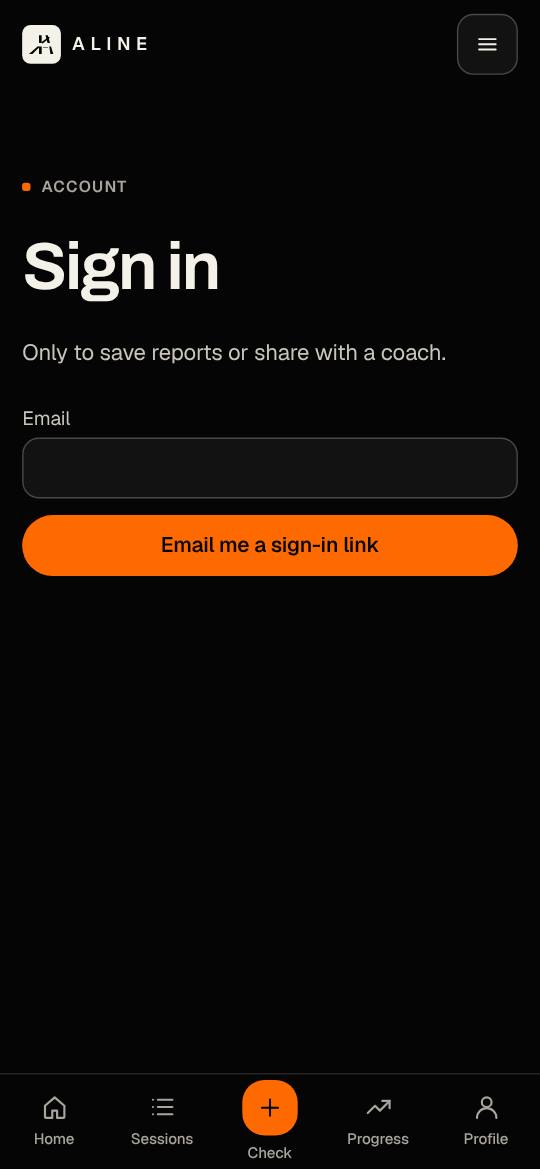 ALINE
ACCOUNT
Sign in
Only to save reports or share with a coach.
Email
Email me a sign-in link
Home
Sessions
Check
Progress
Profile